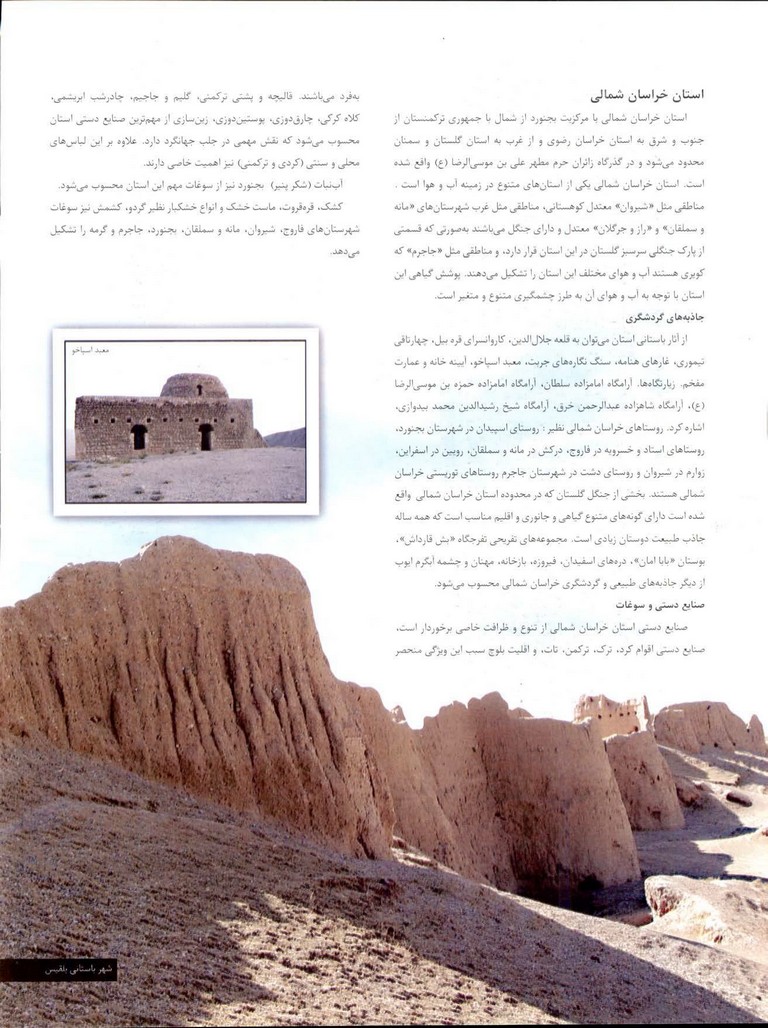 استان خراسان شمالی
استان خراسان شمالی با مرکزیت بجنورد از شمال با جمهوری ترکمنستان از
جنوب و شرق به استان خراسان رضوی و از غرب به استان گلستان و سمنان
محدود می‌شود و در گذرگاه زائران حرم مطهر علی بن موسی‌الرضا (ع) واقع شده
است. استان خراسان شمالی یکی از استان‌های متنوع در زمینه آب و هوا است .
مناطقی مثل «شیروان» معتدل کوهستانی، مناطقی مثل غرب شهرستان‌های «مانه
و سملقان» و «راز و جرگلان» معتدل و دارای جنگل می‌باشند به‌صورتی که قسمتی
از پارک جنگلی سرسبز گلستان در این استان قرار دارد، و مناطقی مثل «جاجرم» که
کویری هستند آب و هوای مختلف این استان را تشکیل می‌دهند. پوشش گیاهی این
استان با توجه به آب و هوای آن به طرز چشمگیری متنوع و متغیر است.
جاذبه‌های گردشگری
از آثار باستانی استان می‌توان به قلعه جلال‌الدین، کاروانسرای قره بیل، چهارتاقی
تیموری، غارهای هنامه، سنگ نگاره‌های جربت، معبد اسپاخو، آیینه خانه و عمارت
مفخم. زیارتگاه‌ها. آرامگاه امامزاده سلطان، آرامگاه امامزاده حمزه بن موسی‌الرضا
(ع)، آرامگاه شاهزاده عبدالرحمن خرق، آرامگاه شیخ رشیدالدین محمد بیدوازی،
اشاره کرد. روستاهای خراسان شمالی نظیر : روستای اسپیدان در شهرستان بجنورد،
روستاهای استاد و خسرویه در فاروج، درکش در مانه و سملقان، رویین در اسفراین،
زوارم در شیروان و روستای دشت در شهرستان جاجرم روستاهای توریستی خراسان
شمالی هستند. بخشی از جنگل گلستان که در محدوده استان خراسان شمالی واقع
شده است دارای گونه‌های متنوع گیاهی و جانوری و اقلیم مناسب است که همه ساله
جاذب طبیعت دوستان زیادی است. مجموعه‌های تفریحی تفرجگاه «بش قارداش»،
بوستان «بابا امان»، دره‌های اسفیدان، فیروزه، بازخانه، مهنان و چشمه آبگرم ایوب
از دیگر جاذبه‌های طبیعی و گردشگری خراسان شمالی محسوب می‌شود.
صنایع دستی و سوغات
صنایع دستی استان خراسان شمالی از تنوع و ظرافت خاصی برخوردار است،
صنایع دستی اقوام کرد، ترک، ترکمن، تات، و اقلیت بلوچ سبب این ویژگی منحصر
به‌فرد می‌باشند. قالیچه و پشتی ترکمنی، گلیم و جاجیم، چادرشب ابریشمی،
کلاه کرکی، چارق‌دوزی، پوستین‌دوزی، زین‌سازی از مهم‌ترین صنایع دستی استان
محسوب می‌شود که نقش مهمی در جلب جهانگرد دارد. علاوه بر این لباس‌های
محلی و سنتی (کردی و ترکمنی) نیز اهمیت خاصی دارند.
آب‌نبات (شکر پنیر) بجنورد نیز از سوغات مهم این استان محسوب می‌شود.
کشک، قره‌قروت، ماست خشک و انواع خشکبار نظیر گردو، کشمش نیز سوغات
شهرستان‌های فاروج، شیروان، مانه و سملقان، بجنورد، جاجرم و گرمه را تشکیل
می‌دهد.
معبد اسپاخو
شهر باستانی بلقیس